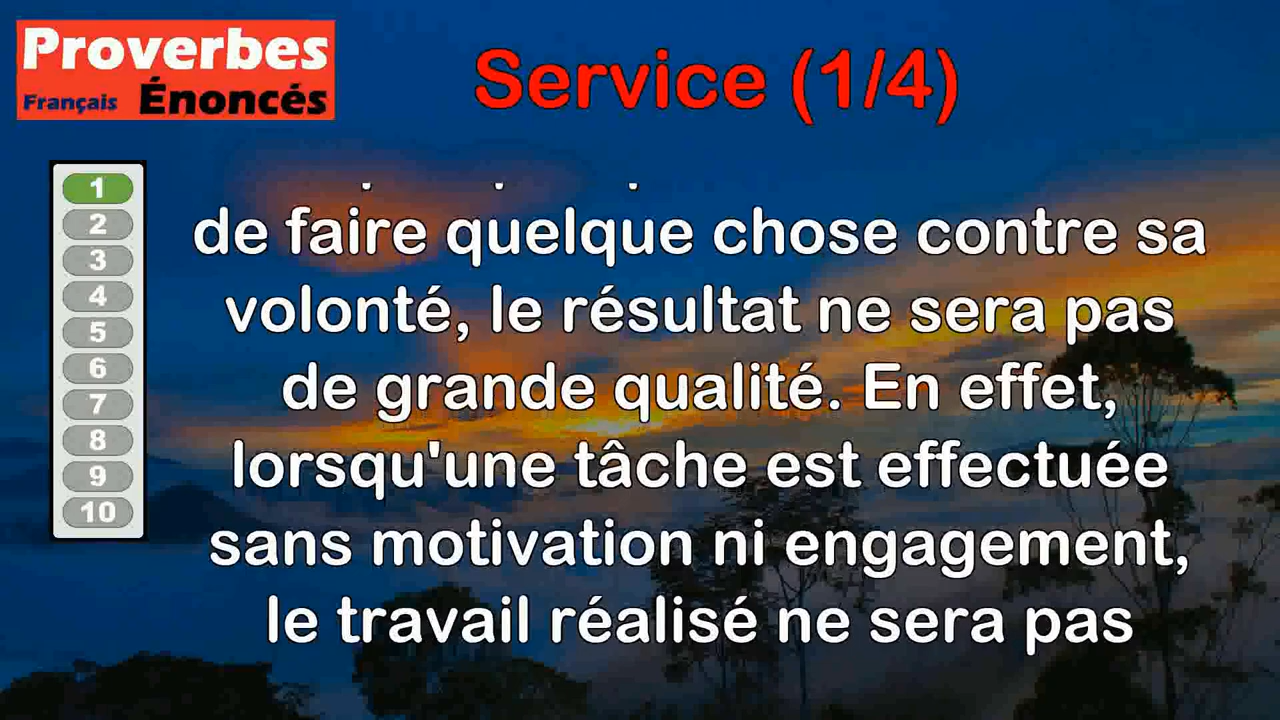 Proverbes
Français Énoncés
Service (1/4)
1
2
3
4
5
6
7
8
9
10
de faire quelque chose contre sa
volonté, le résultat ne sera pas
de grande qualité. En effet,
lorsqu'une tâche est effectuée
sans motivation ni engagement,
le travail réalisé ne sera pas